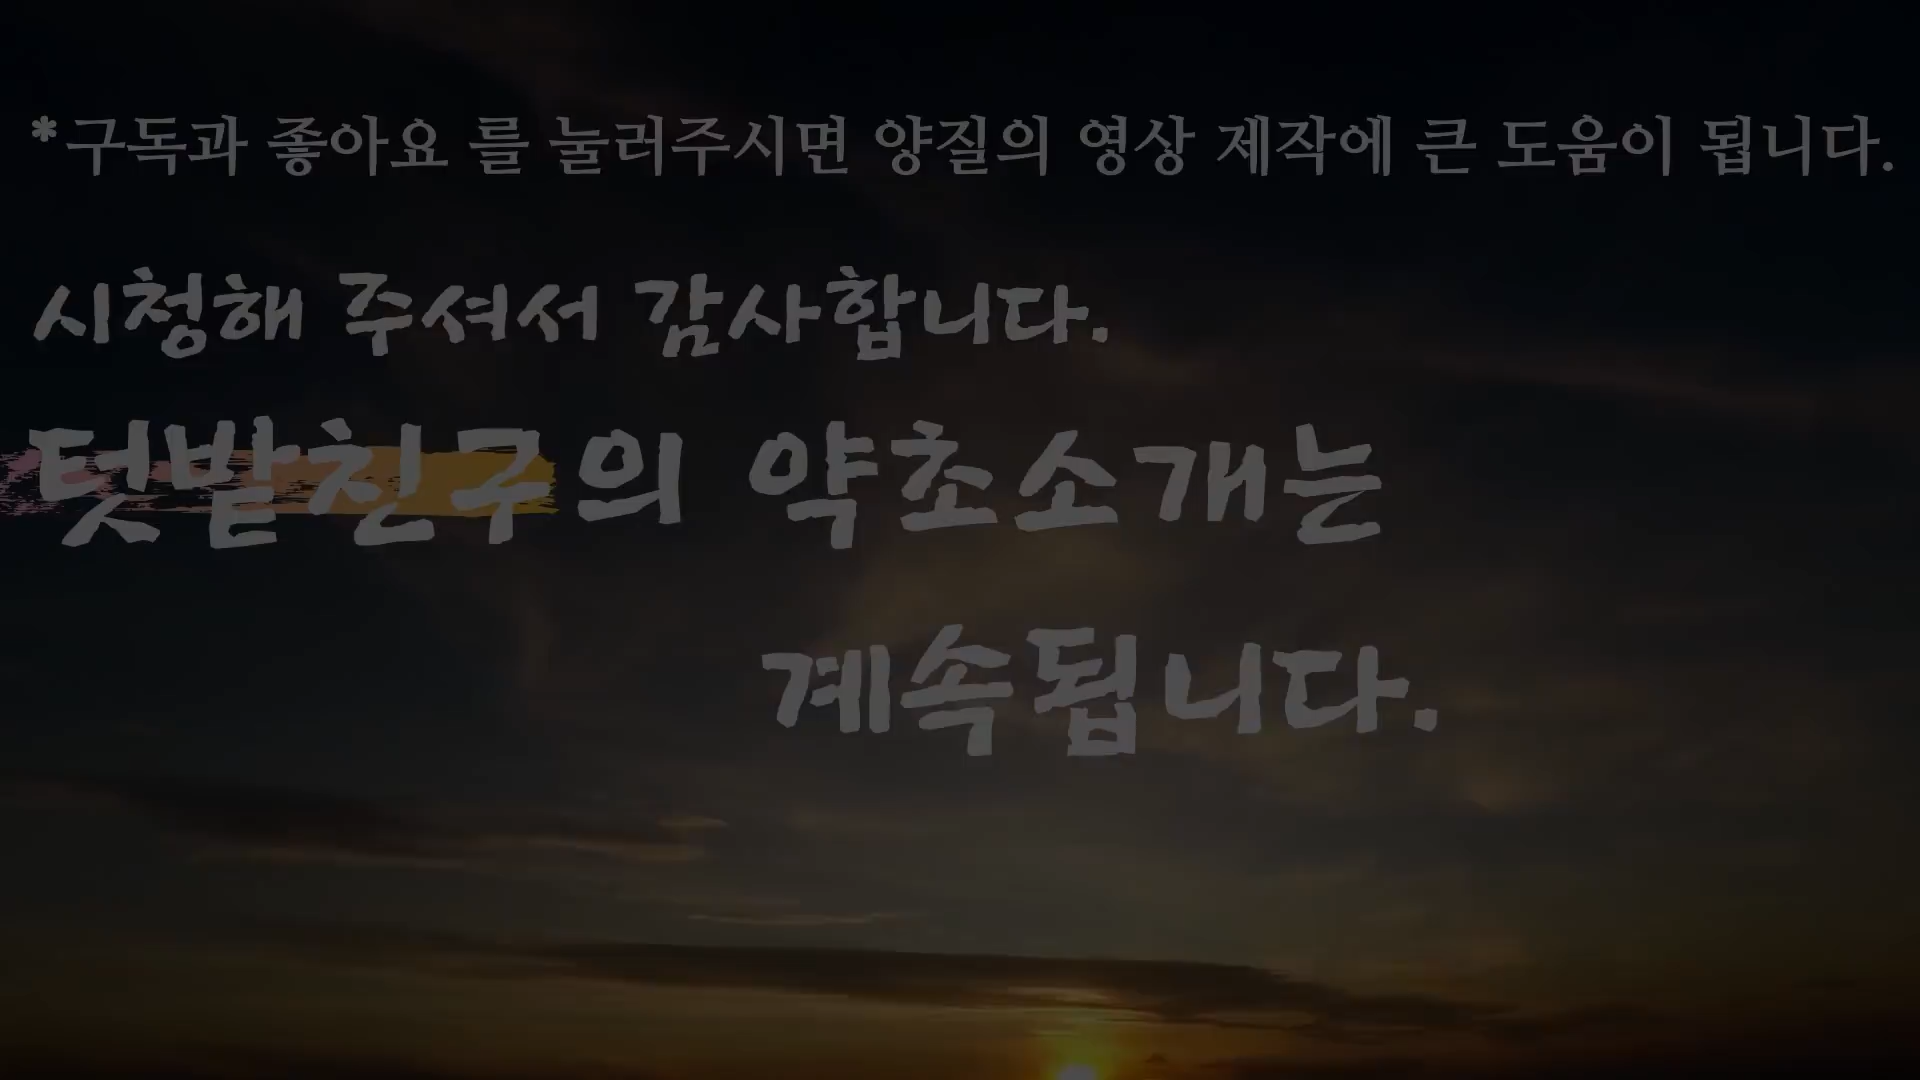 *구독과 좋아요 를 눌러주시면 양질의 영상 제작에 큰 도움이 됩니다.
시청해 주셔서 감사합니다.
텃밭친구의 약초소개는
계속됩니다.